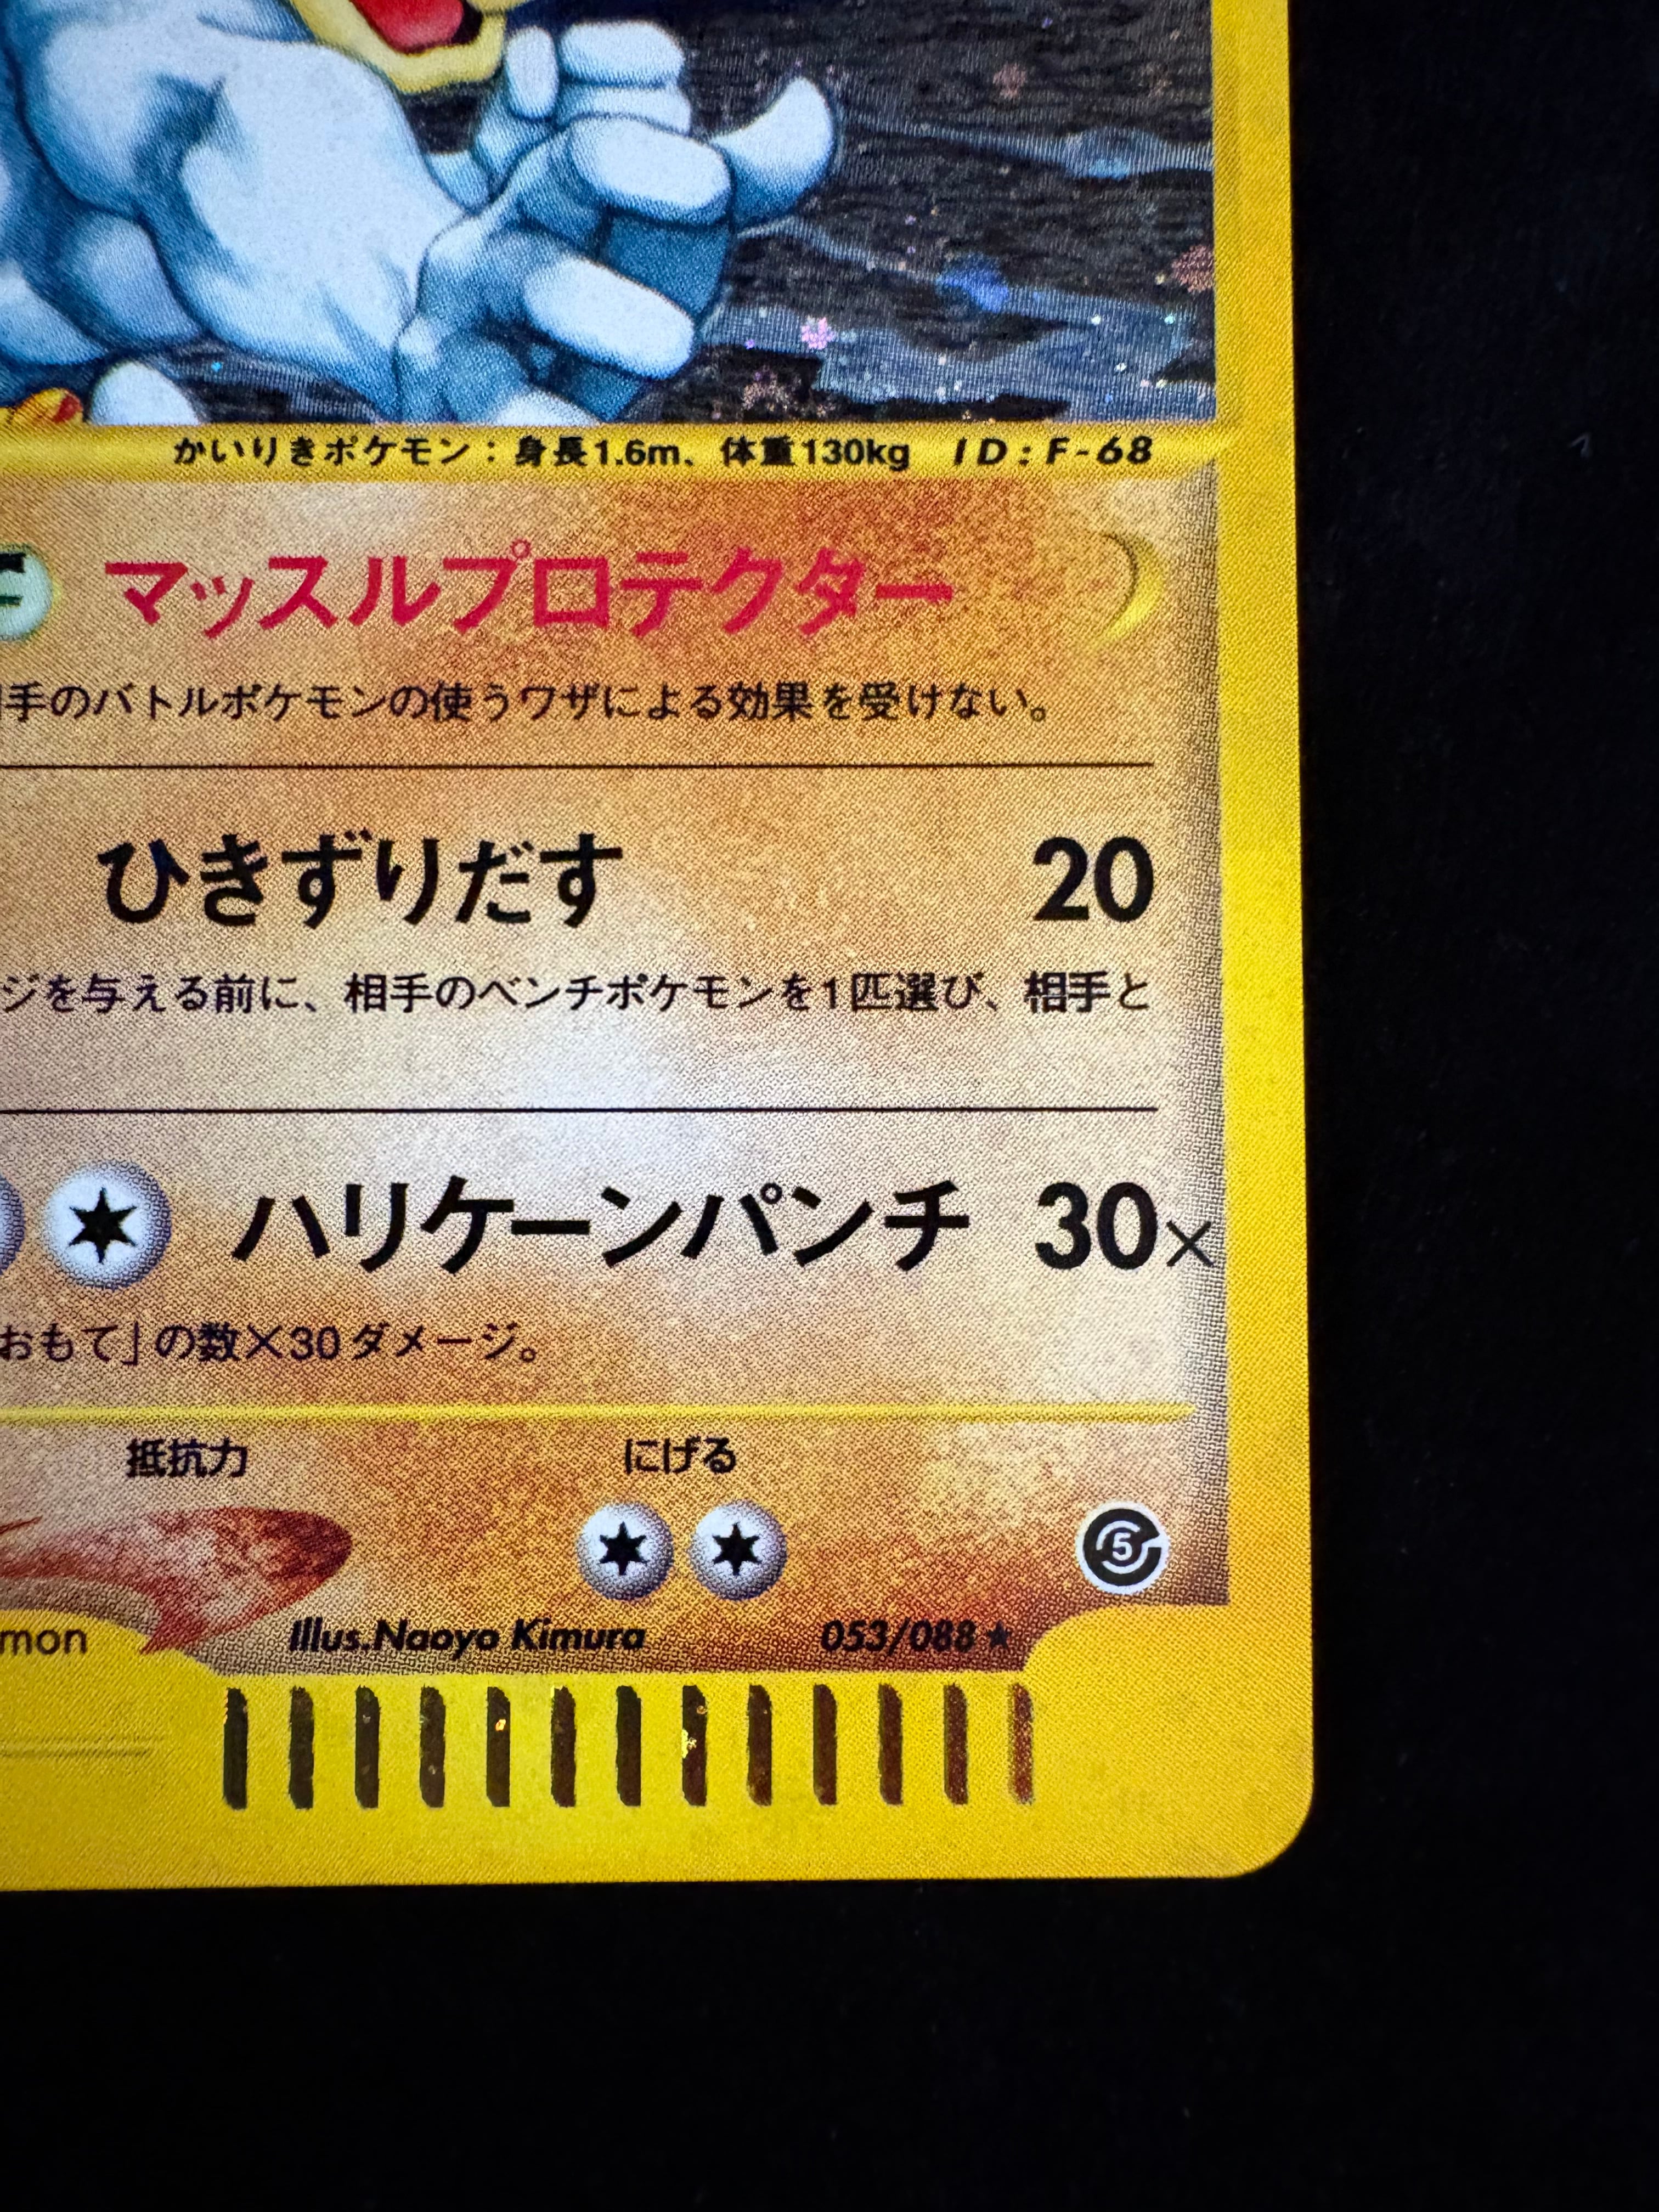 かいりきポケモン：身長1.6m、体重130kg ID:F-68
マッスルプロテクター
手のバトルポケモンの使うワザによる効果を受けない。
ひきずりだす 20
ジを与える前に、相手のベンチポケモンを1匹選び、相手と
ハリケーンパンチ 30×
おもて」の数×30ダメージ。
抵抗力 にげる
5
mon Illus.Naoyo Kimura 053/088★